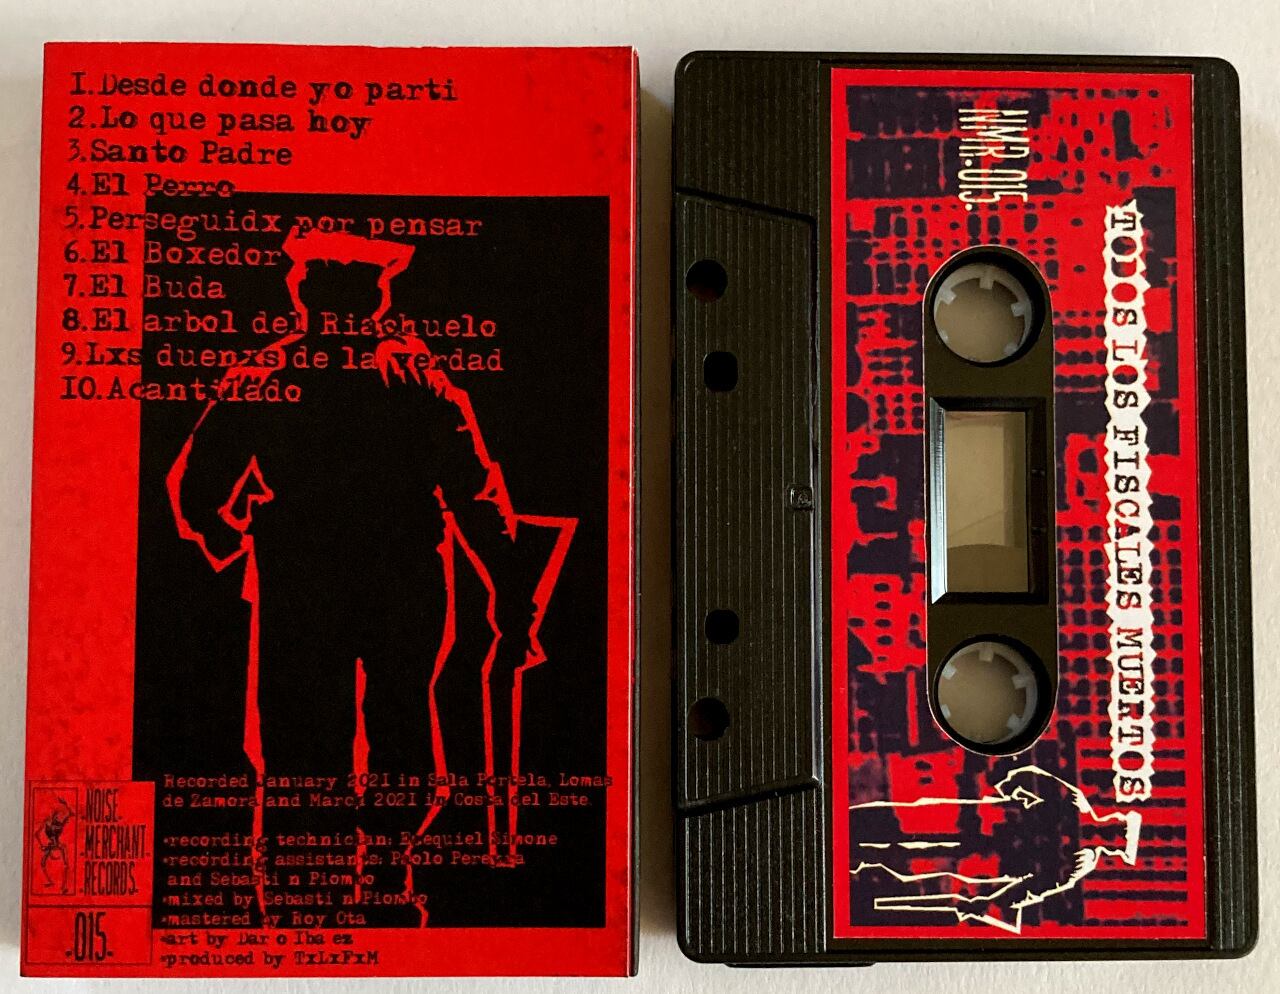 1.Desde donde yo parti
2.Lo que pasa hoy
3.Santo Padre
4.El Perro
5.Perseguidx por pensar
6.El Boxedor
7.El Buda
8.El arbol del Riachuelo
9.Lxs duenxs de la verdad
10.Acantilado
Recorded January 2021 in Sala Portela, Lomas
de Zamora and March 2021 in Costa del Este.
•recording technician: Ezequiel Simone
•recording assistants: Paolo Pereyra
and Sebasti n Piombo
•mixed by Sebasti n Piombo
•mastered by Roy Ota
•art by Dar o Iba ez
•produced by TxLxFxM
•NOISE•
•MERCHANT•
•RECORDS•
•015•
NMR•015•
TODOS LOS FISCALES MUERTOS